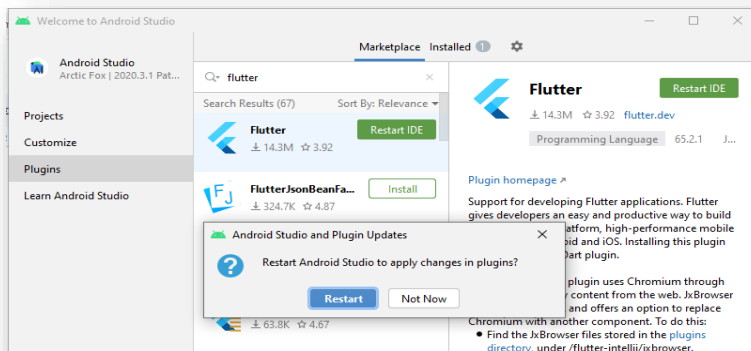 Welcome to Android Studio
Android Studio
Arctic Fox | 2020.3.1 Pat...
Projects
Customize
Plugins
Learn Android Studio
Marketplace Installed 1
flutter
Search Results (67) Sort By: Relevance
Flutter
14.3M 3.92
Restart IDE
FlutterJsonBeanFa...
324.7K 4.87
Install
63.8K 4.67
Flutter
Restart IDE
14.3M 3.92 flutter.dev
Programming Language 65.2.1 J...
Plugin homepage
Support for developing Flutter applications. Flutter
gives developers an easy and productive way to build
atform, high-performance mobile
id and iOS. Installing this plugin
Dart plugin.
plugin uses Chromium through
content from the web. JxBrowser
and offers an option to replace
Chromium with another component. To do this:
Find the JxBrowser files stored in the plugins
directory, under /flutter-intellij/jxbrowser.
Android Studio and Plugin Updates
Restart Android Studio to apply changes in plugins?
Restart Not Now